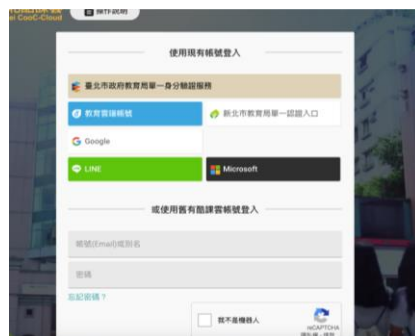 ei CooC-Cloud
操作說明
使用現有帳號登入
臺北市政府教育局單一身分驗證服務
教育雲端帳號
新北市教育局單一認證入口
Google
LINE
Microsoft
或使用舊有酷課雲帳號登入
帳號(Email)或別名
密碼
忘記密碼？
我不是機器人
reCAPTCHA